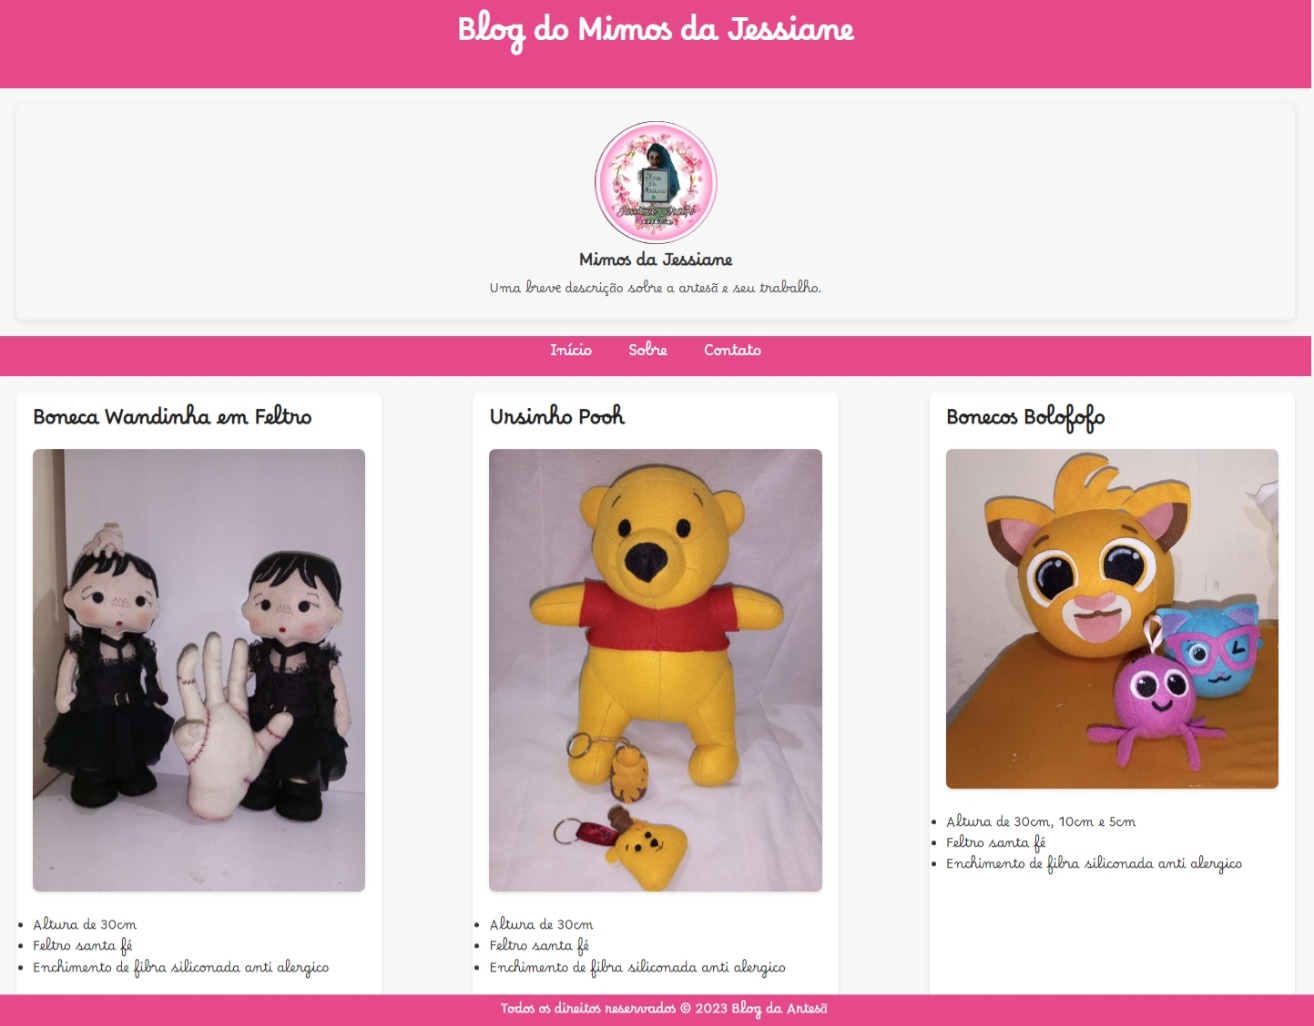 Blog do Mimos da Jessiane
Mimos da Jessiane
Uma breve descrição sobre a artesã e seu trabalho.
Início Sobre Contato
Boneca Wandinha em Feltro
Altura de 30cm
Feltro santa fé
Enchimento de fibra siliconada anti alergico
Ursinho Pooh
Altura de 30cm
Feltro santa fé
Enchimento de fibra siliconada anti alergico
Bonecos Bolofofo
Altura de 30cm, 10cm e 5cm
Feltro santa fé
Enchimento de fibra siliconada anti alergico
Todos os direitos reservados © 2023 Blog da Artesã